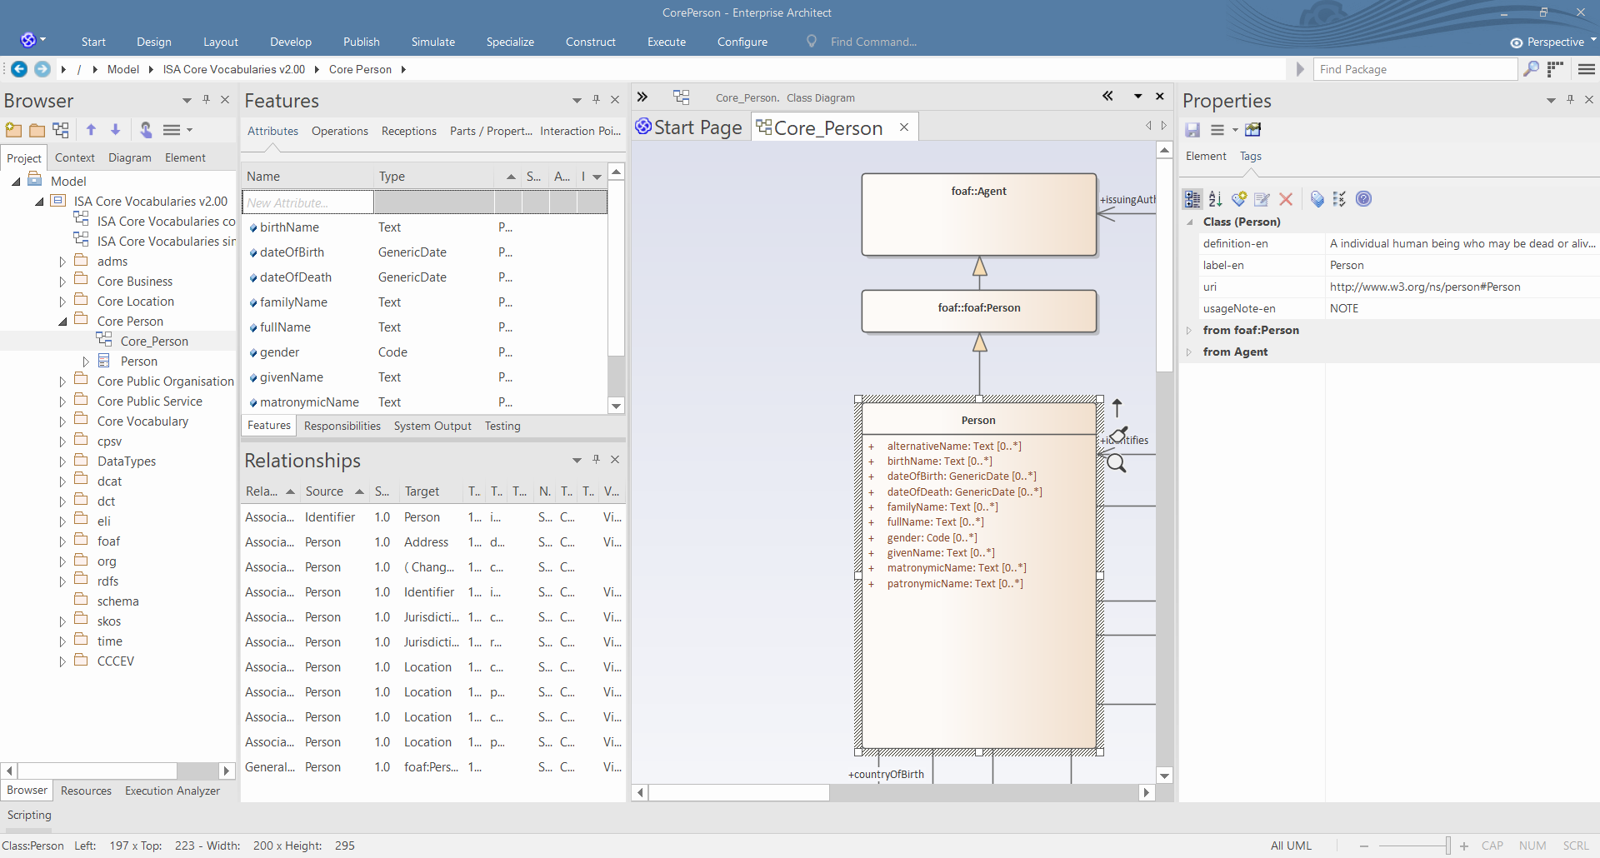 CorePerson - Enterprise Architect
Start Design Layout Develop Publish Simulate Specialize Construct Execute Configure Find Command... Perspective
/ Model ISA Core Vocabularies v2.00 Core Person Find Package
Browser
Project Context Diagram Element
Model
ISA Core Vocabularies v2.00
ISA Core Vocabularies co
ISA Core Vocabularies sir
adms
Core Business
Core Location
Core Person
Core_Person
Person
Core Public Organisation
Core Public Service
Core Vocabulary
cpsv
DataTypes
dcat
dct
eli
foaf
org
rdfs
schema
skos
time
CCCEV
Browser Resources Execution Analyzer
Features
Attributes Operations Receptions Parts / Propert... Interaction Poi...
Name Type S... A... I
New Attribute...
birthName Text P...
dateOfBirth GenericDate P...
dateOfDeath GenericDate P...
familyName Text P...
fullName Text P...
gender Code P...
givenName Text P...
matronymicName Text P...
Features Responsibilities System Output Testing
Relationships
Rela... Source S... Target T.. T.. T... N. T.. T.. V...
Associa... Identifier 1.0 Person 1... i... S... C... Vi...
Associa... Person 1.0 Address 1... d... S... C... Vi...
Associa... Person 1.0 ( Chang... 1... c... S... C... Vi...
Associa... Person 1.0 Identifier 1... i... S... C... Vi...
Associa... Person 1.0 Jurisdicti... 1... c... S... C... Vi...
Associa... Person 1.0 Jurisdicti... 1... r... S... C... Vi...
Associa... Person 1.0 Location 1... c... S... C... Vi...
Associa... Person 1.0 Location 1... p... S... C... Vi...
Associa... Person 1.0 Location 1... c... S... C... Vi...
Associa... Person 1.0 Location 1... p... S... C... Vi...
General... Person 1.0 foaf:Pers... 1...
Core_Person. Class Diagram
Start Page Core_Person
foaf::Agent
+issuingAuth
foaf::foaf:Person
Person
+ alternativeName: Text [0..*]
+ birthName: Text [0..*]
+ dateOfBirth: GenericDate [0..*]
+ dateOfDeath: GenericDate [0..*]
+ familyName: Text [0..*]
+ fullName: Text [0..*]
+ gender: Code [0..*]
+ givenName: Text [0..*]
+ matronymicName: Text [0..*]
+ patronymicName: Text [0..*]
+identifies
+countryOfBirth
Properties
Element Tags
Class (Person)
definition-en A individual human being who may be dead or aliv...
label-en Person
uri http://www.w3.org/ns/person#Person
usageNote-en NOTE
from foaf:Person
from Agent
Scripting
Class:Person Left: 197 x Top: 223 - Width: 200 x Height: 295 All UML CAP NUM SCRL